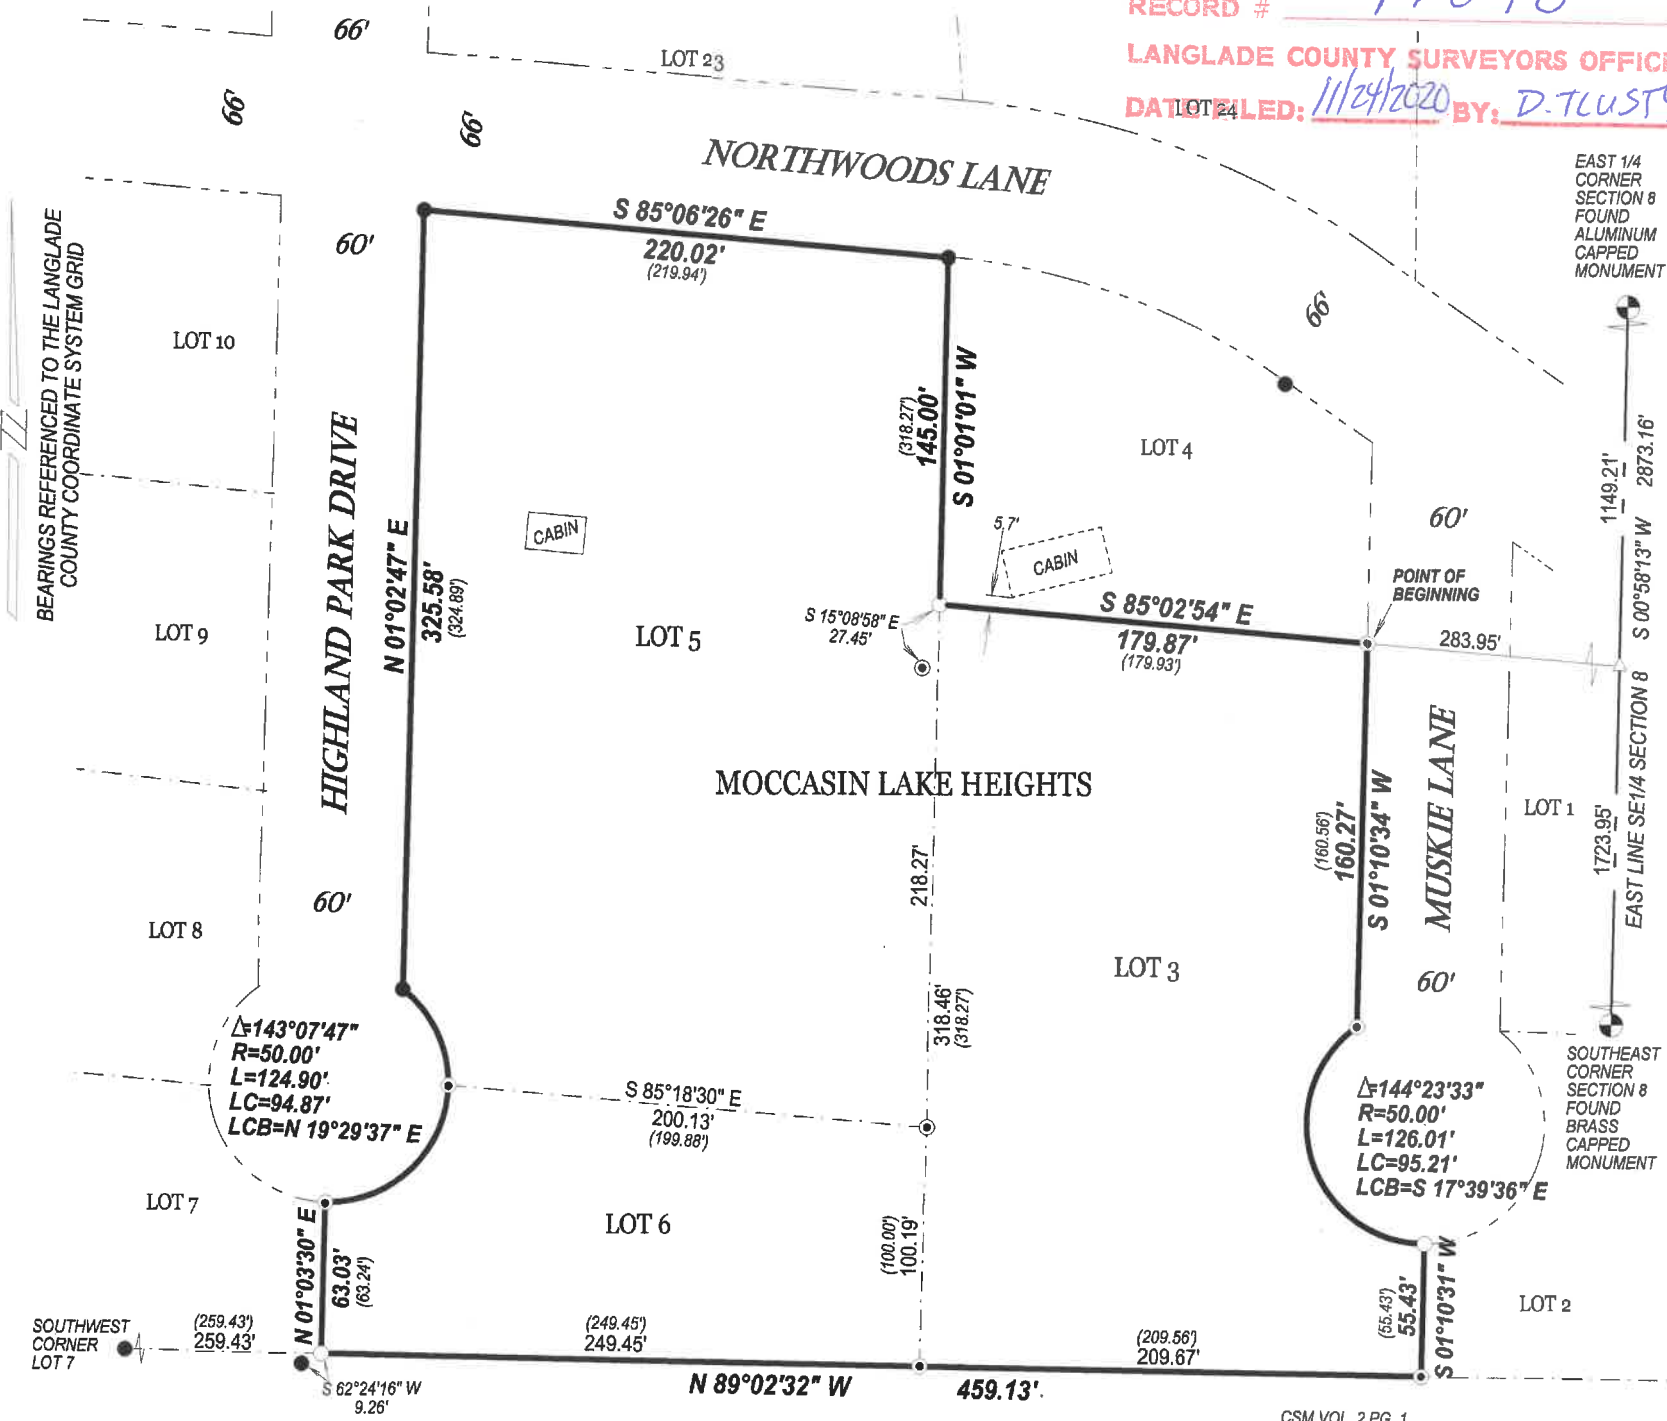 RECORD #
LANGLADE COUNTY SURVEYORS OFFICE
DATE FILED: 11/24/2020 BY: D. TLUSTY
66'
LOT 23
LOT 24
66'
66'
NORTHWOODS LANE
EAST 1/4
CORNER
SECTION 8
FOUND
ALUMINUM
CAPPED
MONUMENT
BEARINGS REFERENCED TO THE LANGLADE
COUNTY COORDINATE SYSTEM GRID
60'
S 85°06'26" E
220.02'
(219.94')
66'
LOT 10
HIGHLAND PARK DRIVE
N 01°02'47" E
325.58'
(324.89')
(318.27')
145.00'
S 01°01'01" W
LOT 4
CABIN
5.7'
CABIN
60'
1149.21'
S 00°58'13" W 2873.16'
POINT OF
BEGINNING
LOT 9
LOT 5
S 15°08'58" E
27.45'
S 85°02'54" E
179.87'
(179.93')
283.95'
MOCCASIN LAKE HEIGHTS
(160.56')
160.27'
S 01°10'34" W
MUSKIE LANE
LOT 1
1723.95'
EAST LINE SE1/4 SECTION 8
218.27'
60'
LOT 8
LOT 3
60'
318.46'
(318.27')
Δ=143°07'47"
R=50.00'
L=124.90'
LC=94.87'
LCB=N 19°29'37" E
S 85°18'30" E
200.13'
(199.88')
Δ=144°23'33"
R=50.00'
L=126.01'
LC=95.21'
LCB=S 17°39'36" E
SOUTHEAST
CORNER
SECTION 8
FOUND
BRASS
CAPPED
MONUMENT
LOT 7
LOT 6
N 01°03'30" E
63.03'
(63.24')
(100.00')
100.19'
(55.43')
55.43'
S 01°10'31" W
LOT 2
SOUTHWEST
CORNER
LOT 7
(259.43')
259.43'
(249.45')
249.45'
(209.56')
209.67'
S 62°24'16" W
9.26'
N 89°02'32" W 459.13'
CSM VOL. 2 PG. 1